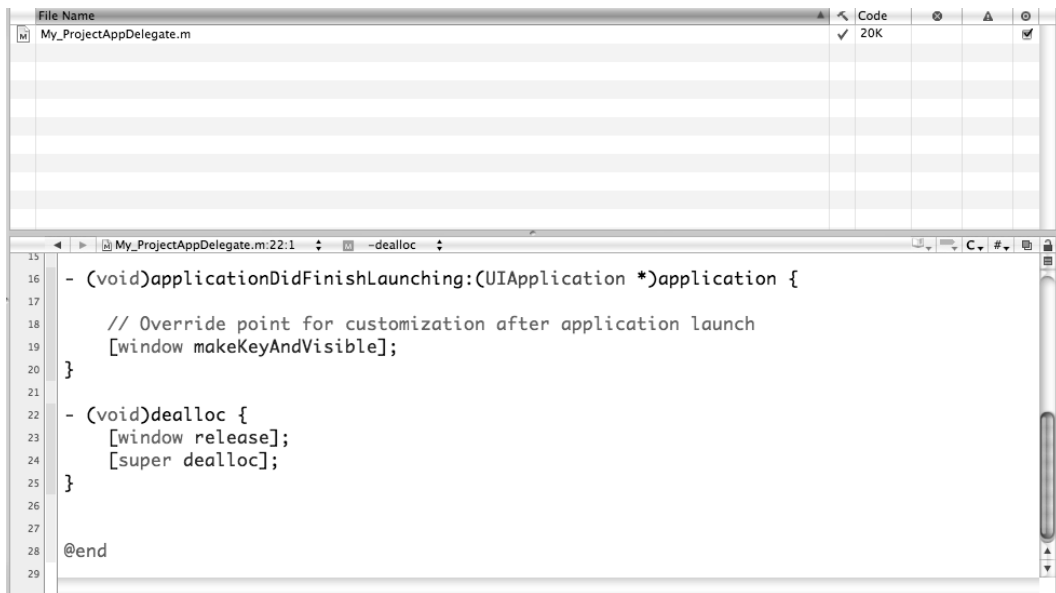 File Name Code
My_ProjectAppDelegate.m 20K
My_ProjectAppDelegate.m:22:1 M -dealloc C #
15
16 - (void)applicationDidFinishLaunching:(UIApplication *)application {
17
18 // Override point for customization after application launch
19 [window makeKeyAndVisible];
20 }
21
22 - (void)dealloc {
23 [window release];
24 [super dealloc];
25 }
26
27
28 @end
29